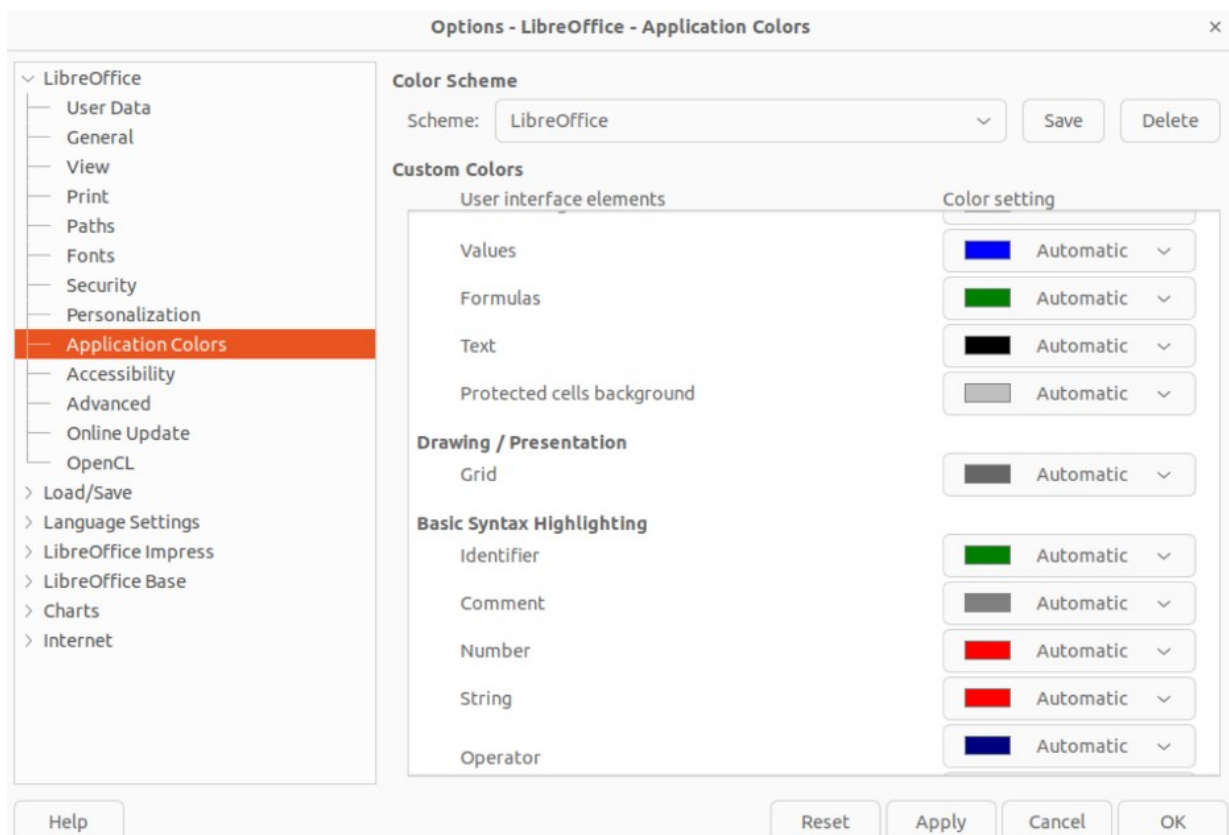 Options - LibreOffice - Application Colors
LibreOffice
User Data
General
View
Print
Paths
Fonts
Security
Personalization
Application Colors
Accessibility
Advanced
Online Update
OpenCL
Load/Save
Language Settings
LibreOffice Impress
LibreOffice Base
Charts
Internet
Color Scheme
Scheme: LibreOffice Save Delete
Custom Colors
User interface elements Color setting
Values Automatic
Formulas Automatic
Text Automatic
Protected cells background Automatic
Drawing / Presentation
Grid Automatic
Basic Syntax Highlighting
Identifier Automatic
Comment Automatic
Number Automatic
String Automatic
Operator Automatic
Help Reset Apply Cancel OK